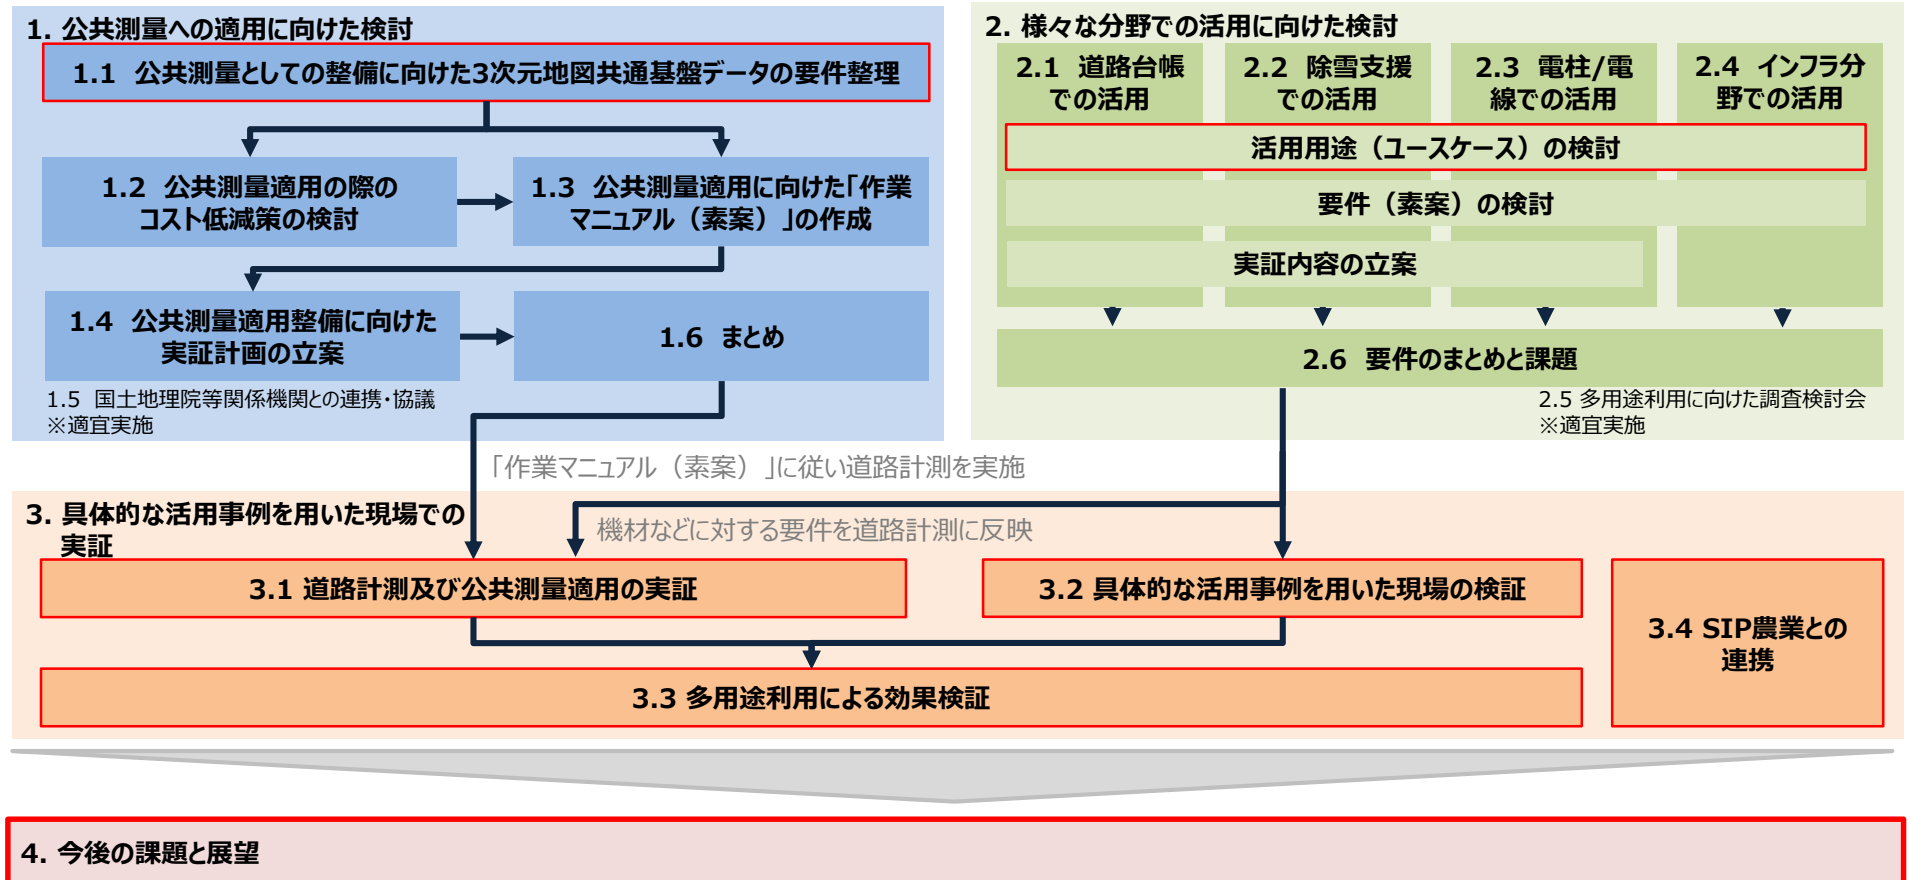 1. 公共測量への適用に向けた検討
1.1 公共測量としての整備に向けた3次元地図共通基盤データの要件整理
1.2 公共測量適用の際の
コスト低減策の検討
1.3 公共測量適用に向けた「作業
マニュアル（素案）」の作成
1.4 公共測量適用整備に向けた
実証計画の立案
1.6 まとめ
1.5 国土地理院等関係機関との連携・協議
※適宜実施
2. 様々な分野での活用に向けた検討
2.1 道路台帳
での活用
2.2 除雪支援
での活用
2.3 電柱/電
線での活用
2.4 インフラ分
野での活用
活用用途（ユースケース）の検討
要件（素案）の検討
実証内容の立案
2.6 要件のまとめと課題
2.5 多用途利用に向けた調査検討会
※適宜実施
「作業マニュアル（素案）」に従い道路計測を実施
3. 具体的な活用事例を用いた現場での
実証
機材などに対する要件を道路計測に反映
3.1 道路計測及び公共測量適用の実証
3.2 具体的な活用事例を用いた現場の検証
3.3 多用途利用による効果検証
3.4 SIP農業との
連携
4. 今後の課題と展望